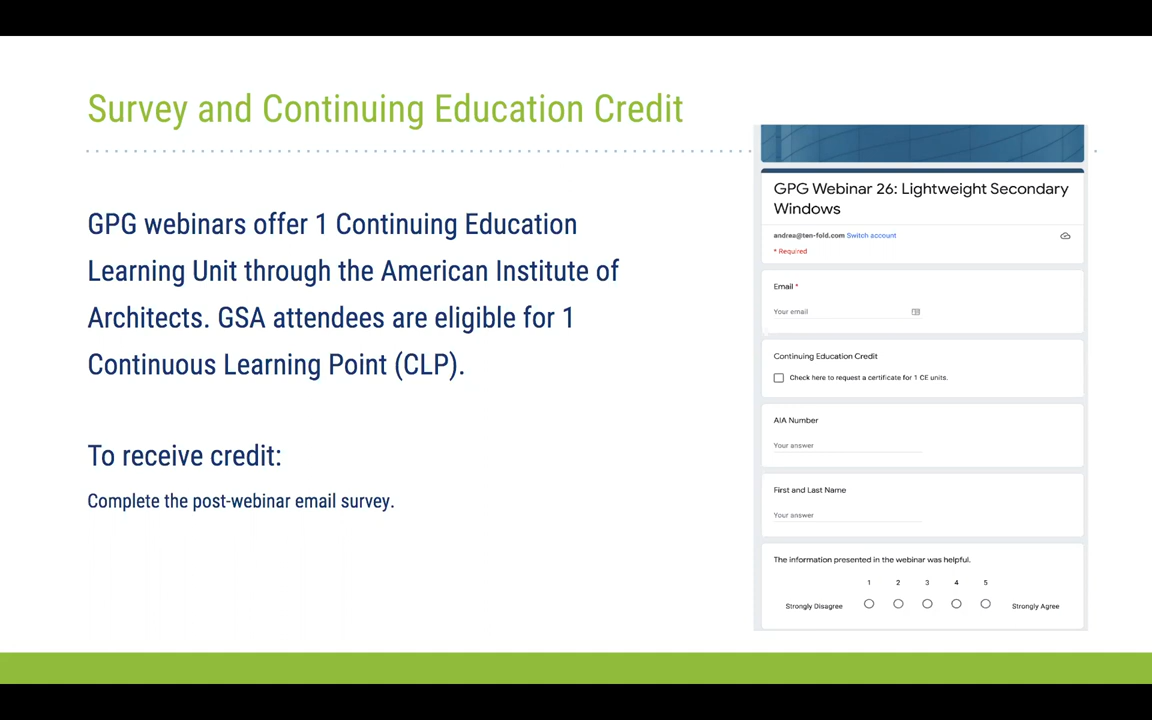 Survey and Continuing Education Credit
GPG webinars offer 1 Continuing Education
Learning Unit through the American Institute of
Architects. GSA attendees are eligible for 1
Continuous Learning Point (CLP).
To receive credit:
Complete the post-webinar email survey.
GPG Webinar 26: Lightweight Secondary
Windows
andrea@ten-fold.com Switch account
* Required
Email *
Your email
Continuing Education Credit
Check here to request a certificate for 1 CE units.
AIA Number
Your answer
First and Last Name
Your answer
The information presented in the webinar was helpful.
1 2 3 4 5
Strongly Disagree Strongly Agree